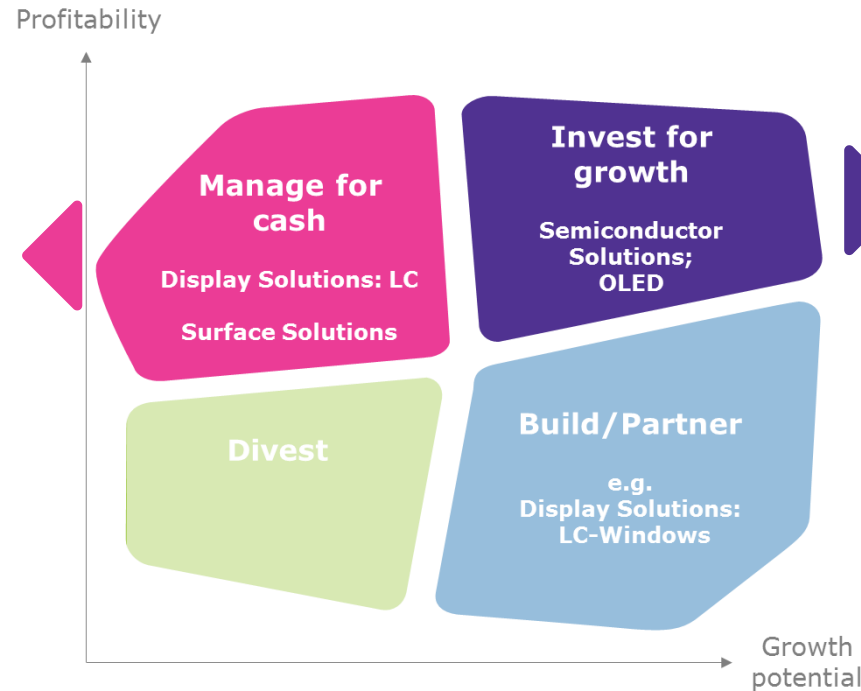 Profitability
Manage for
cash
Display Solutions: LC
Surface Solutions
Invest for
growth
Semiconductor
Solutions;
OLED
Divest
Build/Partner
e.g.
Display Solutions:
LC-Windows
Growth
potential